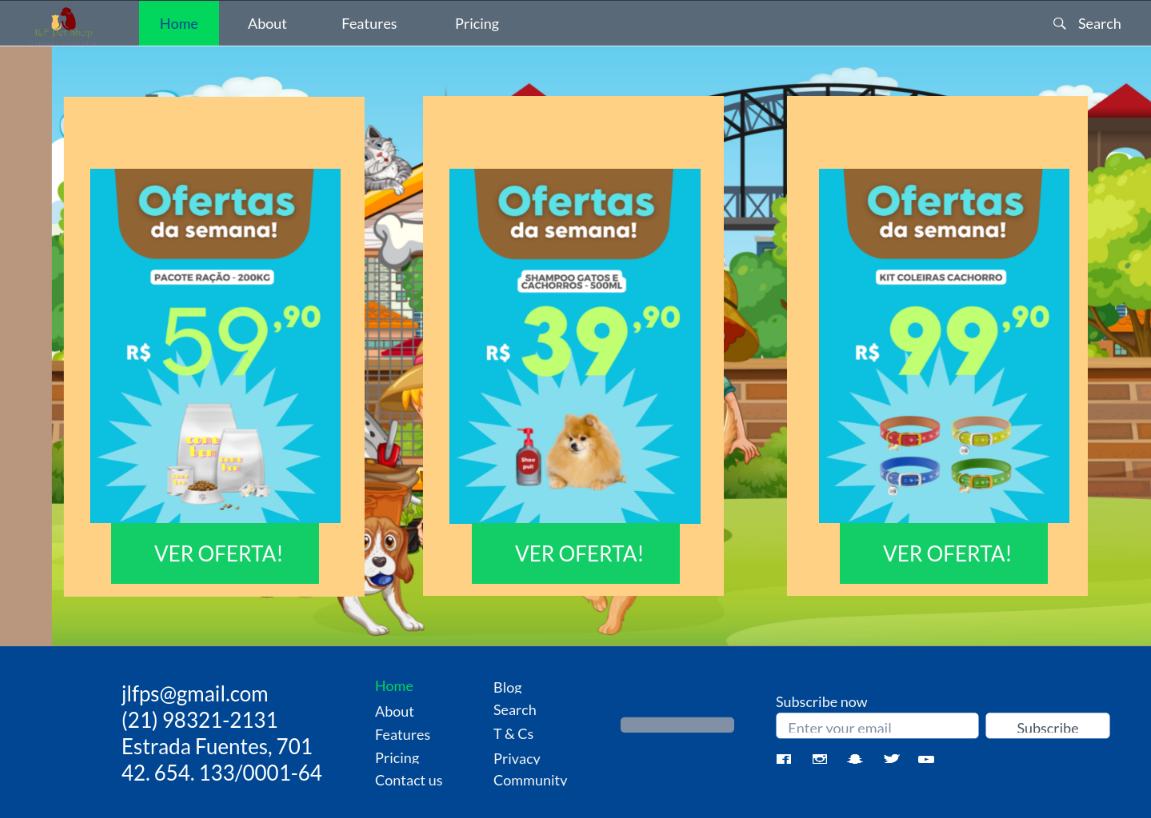 Home About Features Pricing Search
Ofertas
da semana!
PACOTE RAÇÃO - 200KG
R$ 59,90
VER OFERTA!
Ofertas
da semana!
SHAMPOO GATOS E
CACHORROS - 500ML
R$ 39,90
Sham
puli
VER OFERTA!
Ofertas
da semana!
KIT COLEIRAS CACHORRO
R$ 99,90
VER OFERTA!
jlfps@gmail.com
(21) 98321-2131
Estrada Fuentes, 701
42. 654. 133/0001-64
Home
About
Features
Pricing
Contact us
Blog
Search
T & Cs
Privacy
Community
Subscribe now
Enter your email
Subscribe